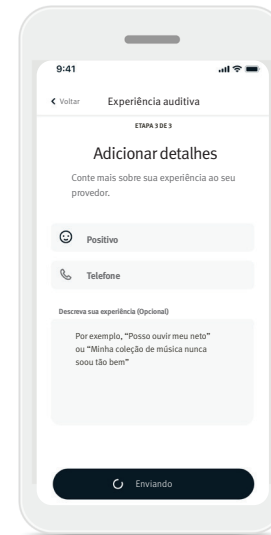 9:41
Voltar
Experiência auditiva
ETAPA 3 DE 3
Adicionar detalhes
Conte mais sobre sua experiência ao seu
provedor.
Positivo
Telefone
Descreva sua experiência (Opcional)
Por exemplo, “Posso ouvir meu neto”
ou “Minha coleção de música nunca
soou tão bem”
Enviando